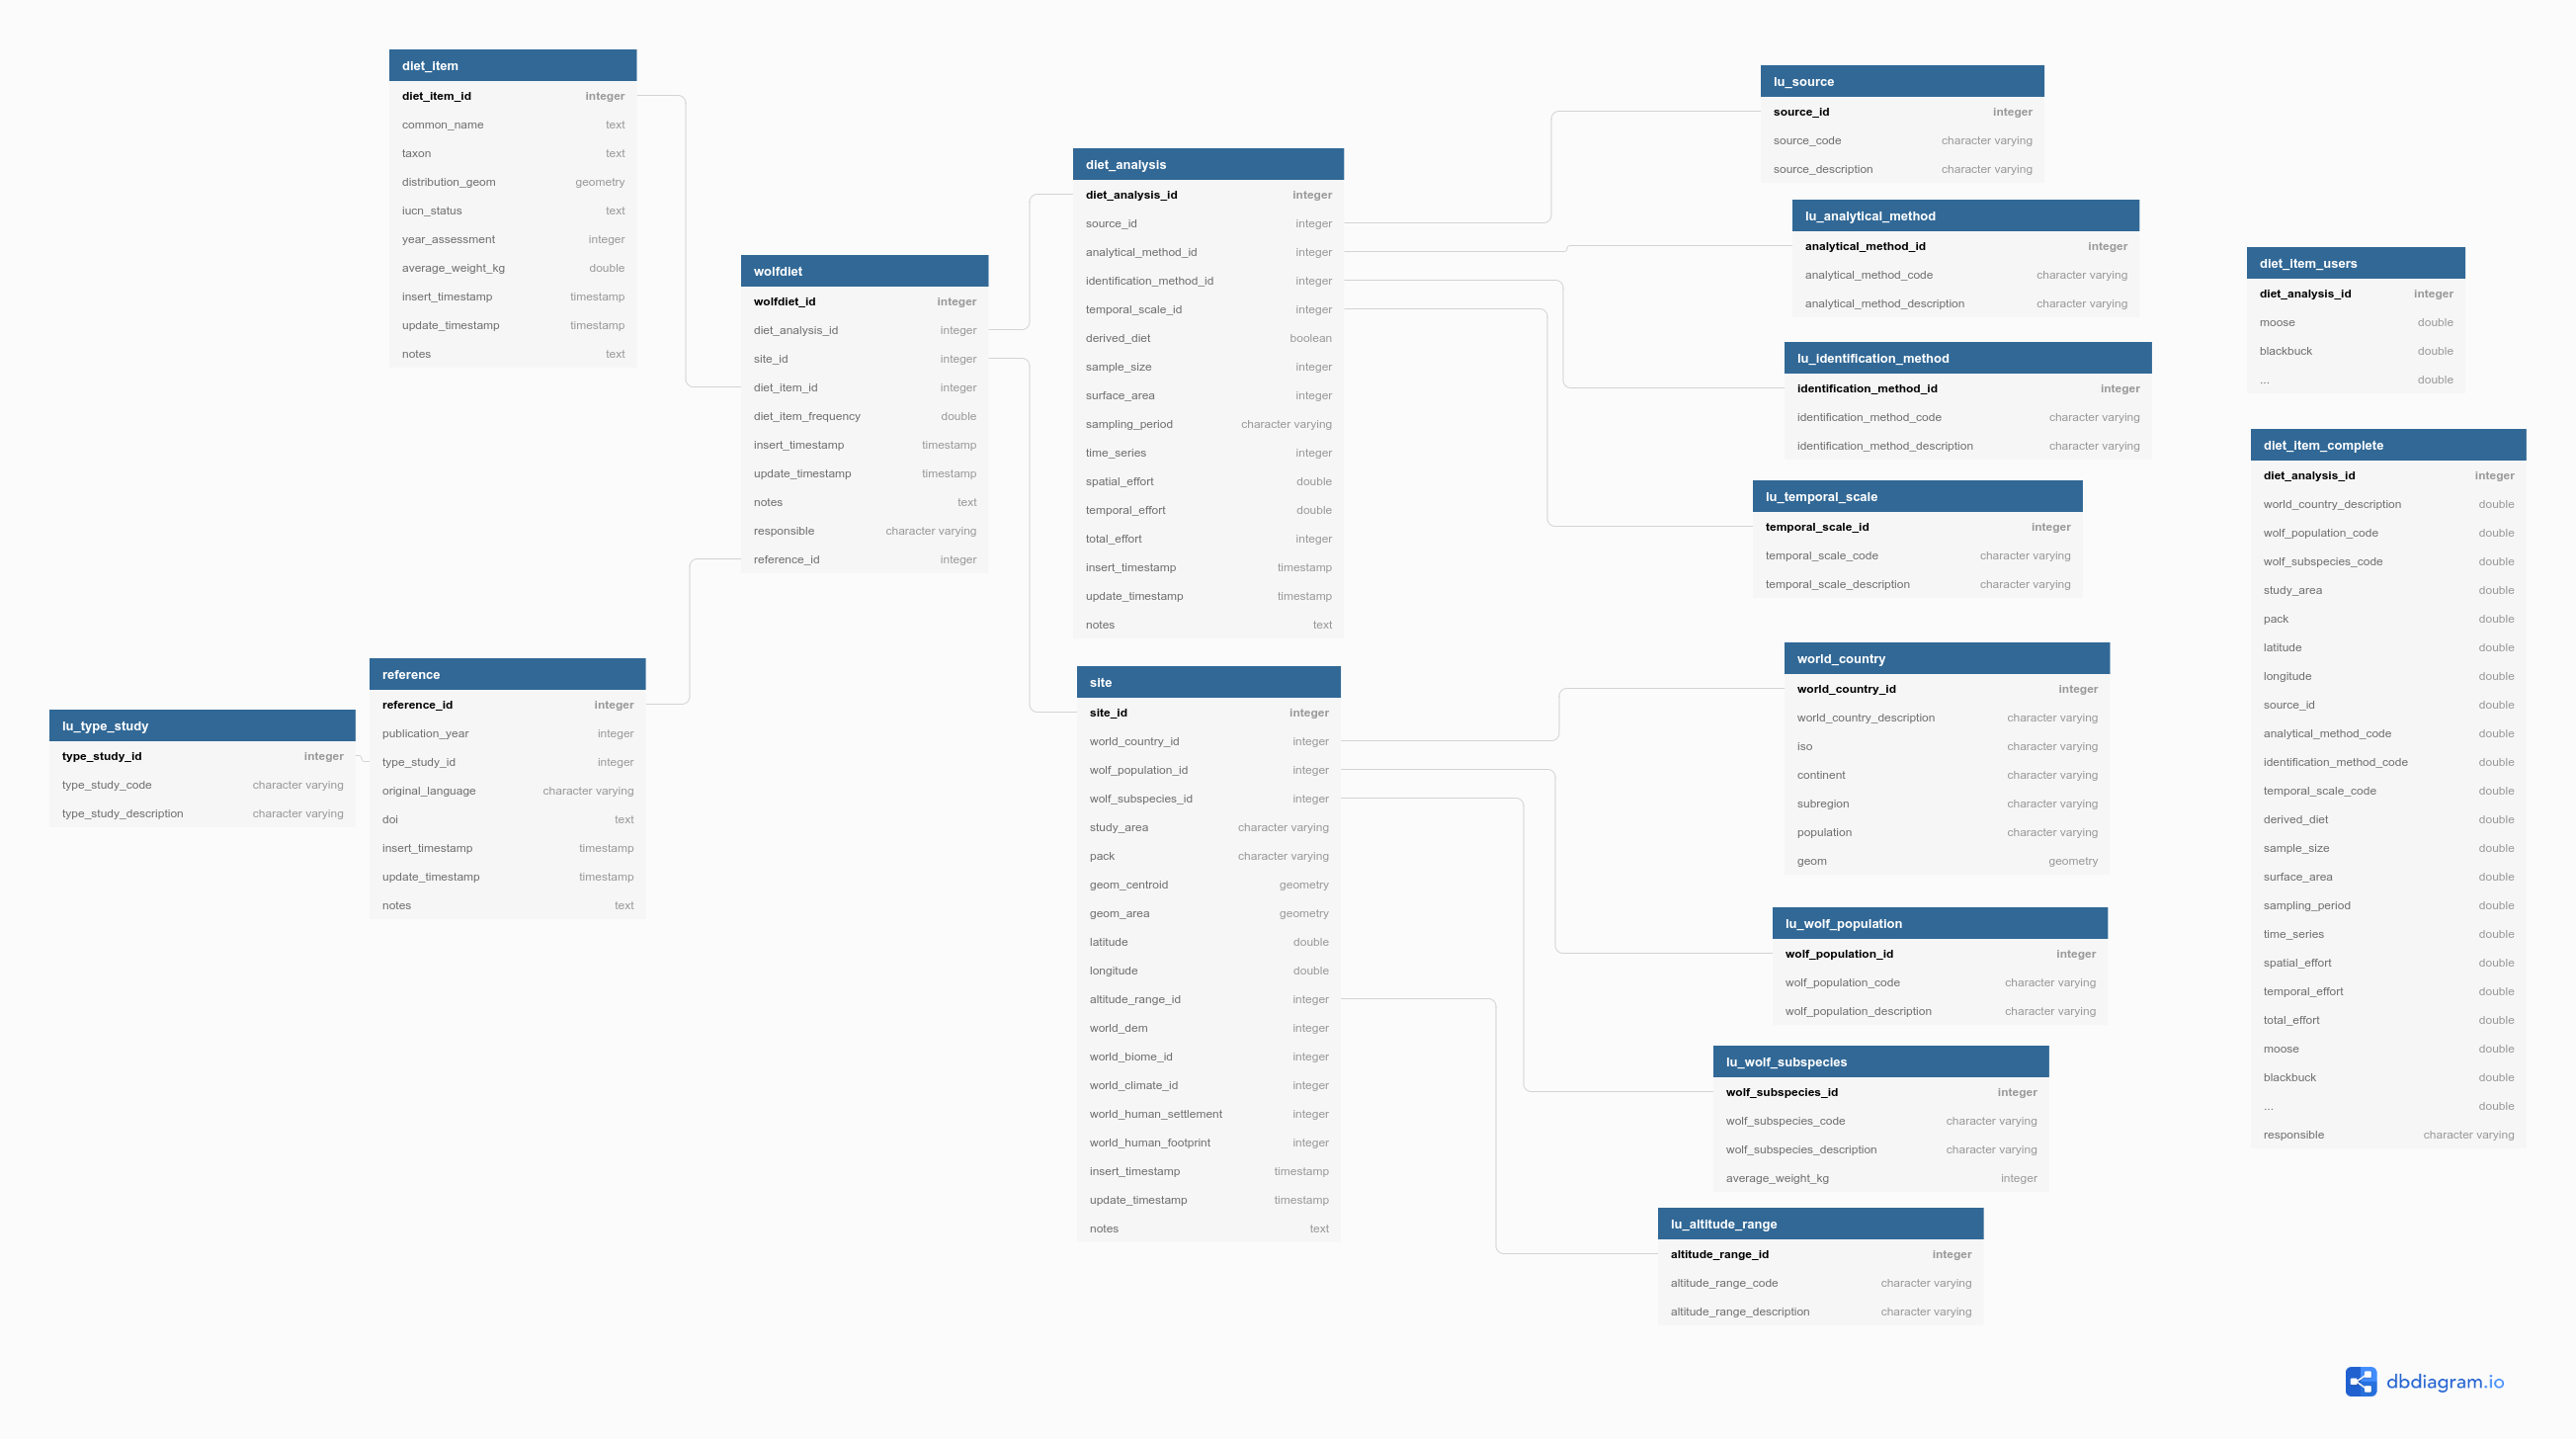 diet_item
diet_item_id integer
common_name text
taxon text
distribution_geom geometry
iucn_status text
year_assessment integer
average_weight_kg double
insert_timestamp timestamp
update_timestamp timestamp
notes text
lu_type_study
type_study_id integer
type_study_code character varying
type_study_description character varying
reference
reference_id integer
publication_year integer
type_study_id integer
original_language character varying
doi text
insert_timestamp timestamp
update_timestamp timestamp
notes text
wolfdiet
wolfdiet_id integer
diet_analysis_id integer
site_id integer
diet_item_id integer
diet_item_frequency double
insert_timestamp timestamp
update_timestamp timestamp
notes text
responsible character varying
reference_id integer
diet_analysis
diet_analysis_id integer
source_id integer
analytical_method_id integer
identification_method_id integer
temporal_scale_id integer
derived_diet boolean
sample_size integer
surface_area integer
sampling_period character varying
time_series integer
spatial_effort double
temporal_effort double
total_effort integer
insert_timestamp timestamp
update_timestamp timestamp
notes text
site
site_id integer
world_country_id integer
wolf_population_id integer
wolf_subspecies_id integer
study_area character varying
pack character varying
geom_centroid geometry
geom_area geometry
latitude double
longitude double
altitude_range_id integer
world_dem integer
world_biome_id integer
world_climate_id integer
world_human_settlement integer
world_human_footprint integer
insert_timestamp timestamp
update_timestamp timestamp
notes text
lu_source
source_id integer
source_code character varying
source_description character varying
lu_analytical_method
analytical_method_id integer
analytical_method_code character varying
analytical_method_description character varying
lu_identification_method
identification_method_id integer
identification_method_code character varying
identification_method_description character varying
lu_temporal_scale
temporal_scale_id integer
temporal_scale_code character varying
temporal_scale_description character varying
world_country
world_country_id integer
world_country_description character varying
iso character varying
continent character varying
subregion character varying
population character varying
geom geometry
lu_wolf_population
wolf_population_id integer
wolf_population_code character varying
wolf_population_description character varying
lu_wolf_subspecies
wolf_subspecies_id integer
wolf_subspecies_code character varying
wolf_subspecies_description character varying
average_weight_kg integer
lu_altitude_range
altitude_range_id integer
altitude_range_code character varying
altitude_range_description character varying
diet_item_users
diet_analysis_id integer
moose double
blackbuck double
... double
diet_item_complete
diet_analysis_id integer
world_country_description double
wolf_population_code double
wolf_subspecies_code double
study_area double
pack double
latitude double
longitude double
source_id double
analytical_method_code double
identification_method_code double
temporal_scale_code double
derived_diet double
sample_size double
surface_area double
sampling_period double
time_series double
spatial_effort double
temporal_effort double
total_effort double
moose double
blackbuck double
... double
responsible character varying
dbdiagram.io